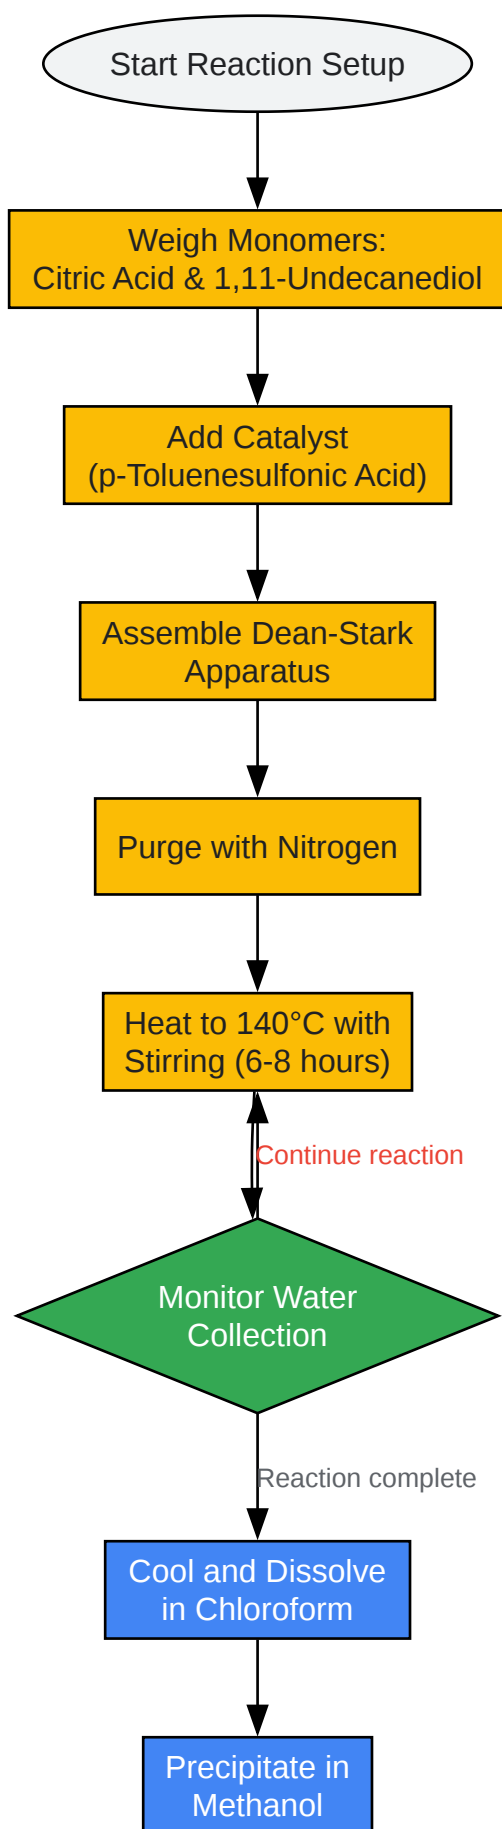 Start Reaction Setup
Weigh Monomers:
Citric Acid & 1,11-Undecanediol
Add Catalyst
(p-Toluenesulfonic Acid)
Assemble Dean-Stark
Apparatus
Purge with Nitrogen
Heat to 140°C with
Stirring (6-8 hours)
Continue reaction
Monitor Water
Collection
Reaction complete
Cool and Dissolve
in Chloroform
Precipitate in
Methanol